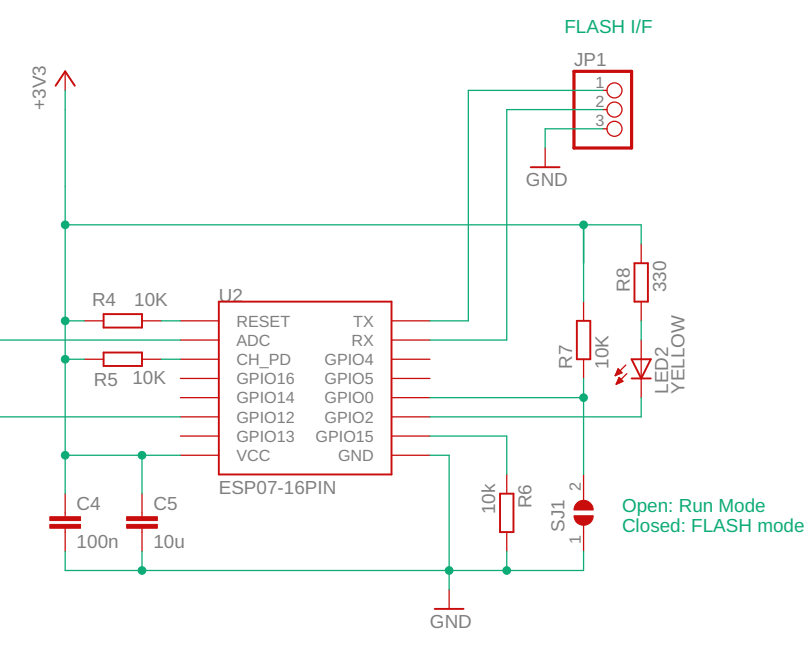 FLASH I/F
JP1
1
2
3
GND
+3V3
R4 10K
R5 10K
U2
RESET TX
ADC RX
CH_PD GPIO4
GPIO16 GPIO5
GPIO14 GPIO0
GPIO12 GPIO2
GPIO13 GPIO15
VCC GND
ESP07-16PIN
R8
330
R7
10K
LED2
YELLOW
C4
100n
C5
10u
10k
R6
SJ1
2
1
Open: Run Mode
Closed: FLASH mode
GND